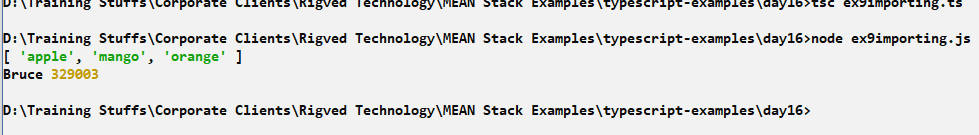 D:\Training Stuffs\Corporate Clients\Rigved Technology\MEAN Stack Examples\typescript-examples\day16>tsc ex9importing.ts
D:\Training Stuffs\Corporate Clients\Rigved Technology\MEAN Stack Examples\typescript-examples\day16>node ex9importing.js
[ 'apple', 'mango', 'orange' ]
Bruce 329003
D:\Training Stuffs\Corporate Clients\Rigved Technology\MEAN Stack Examples\typescript-examples\day16>